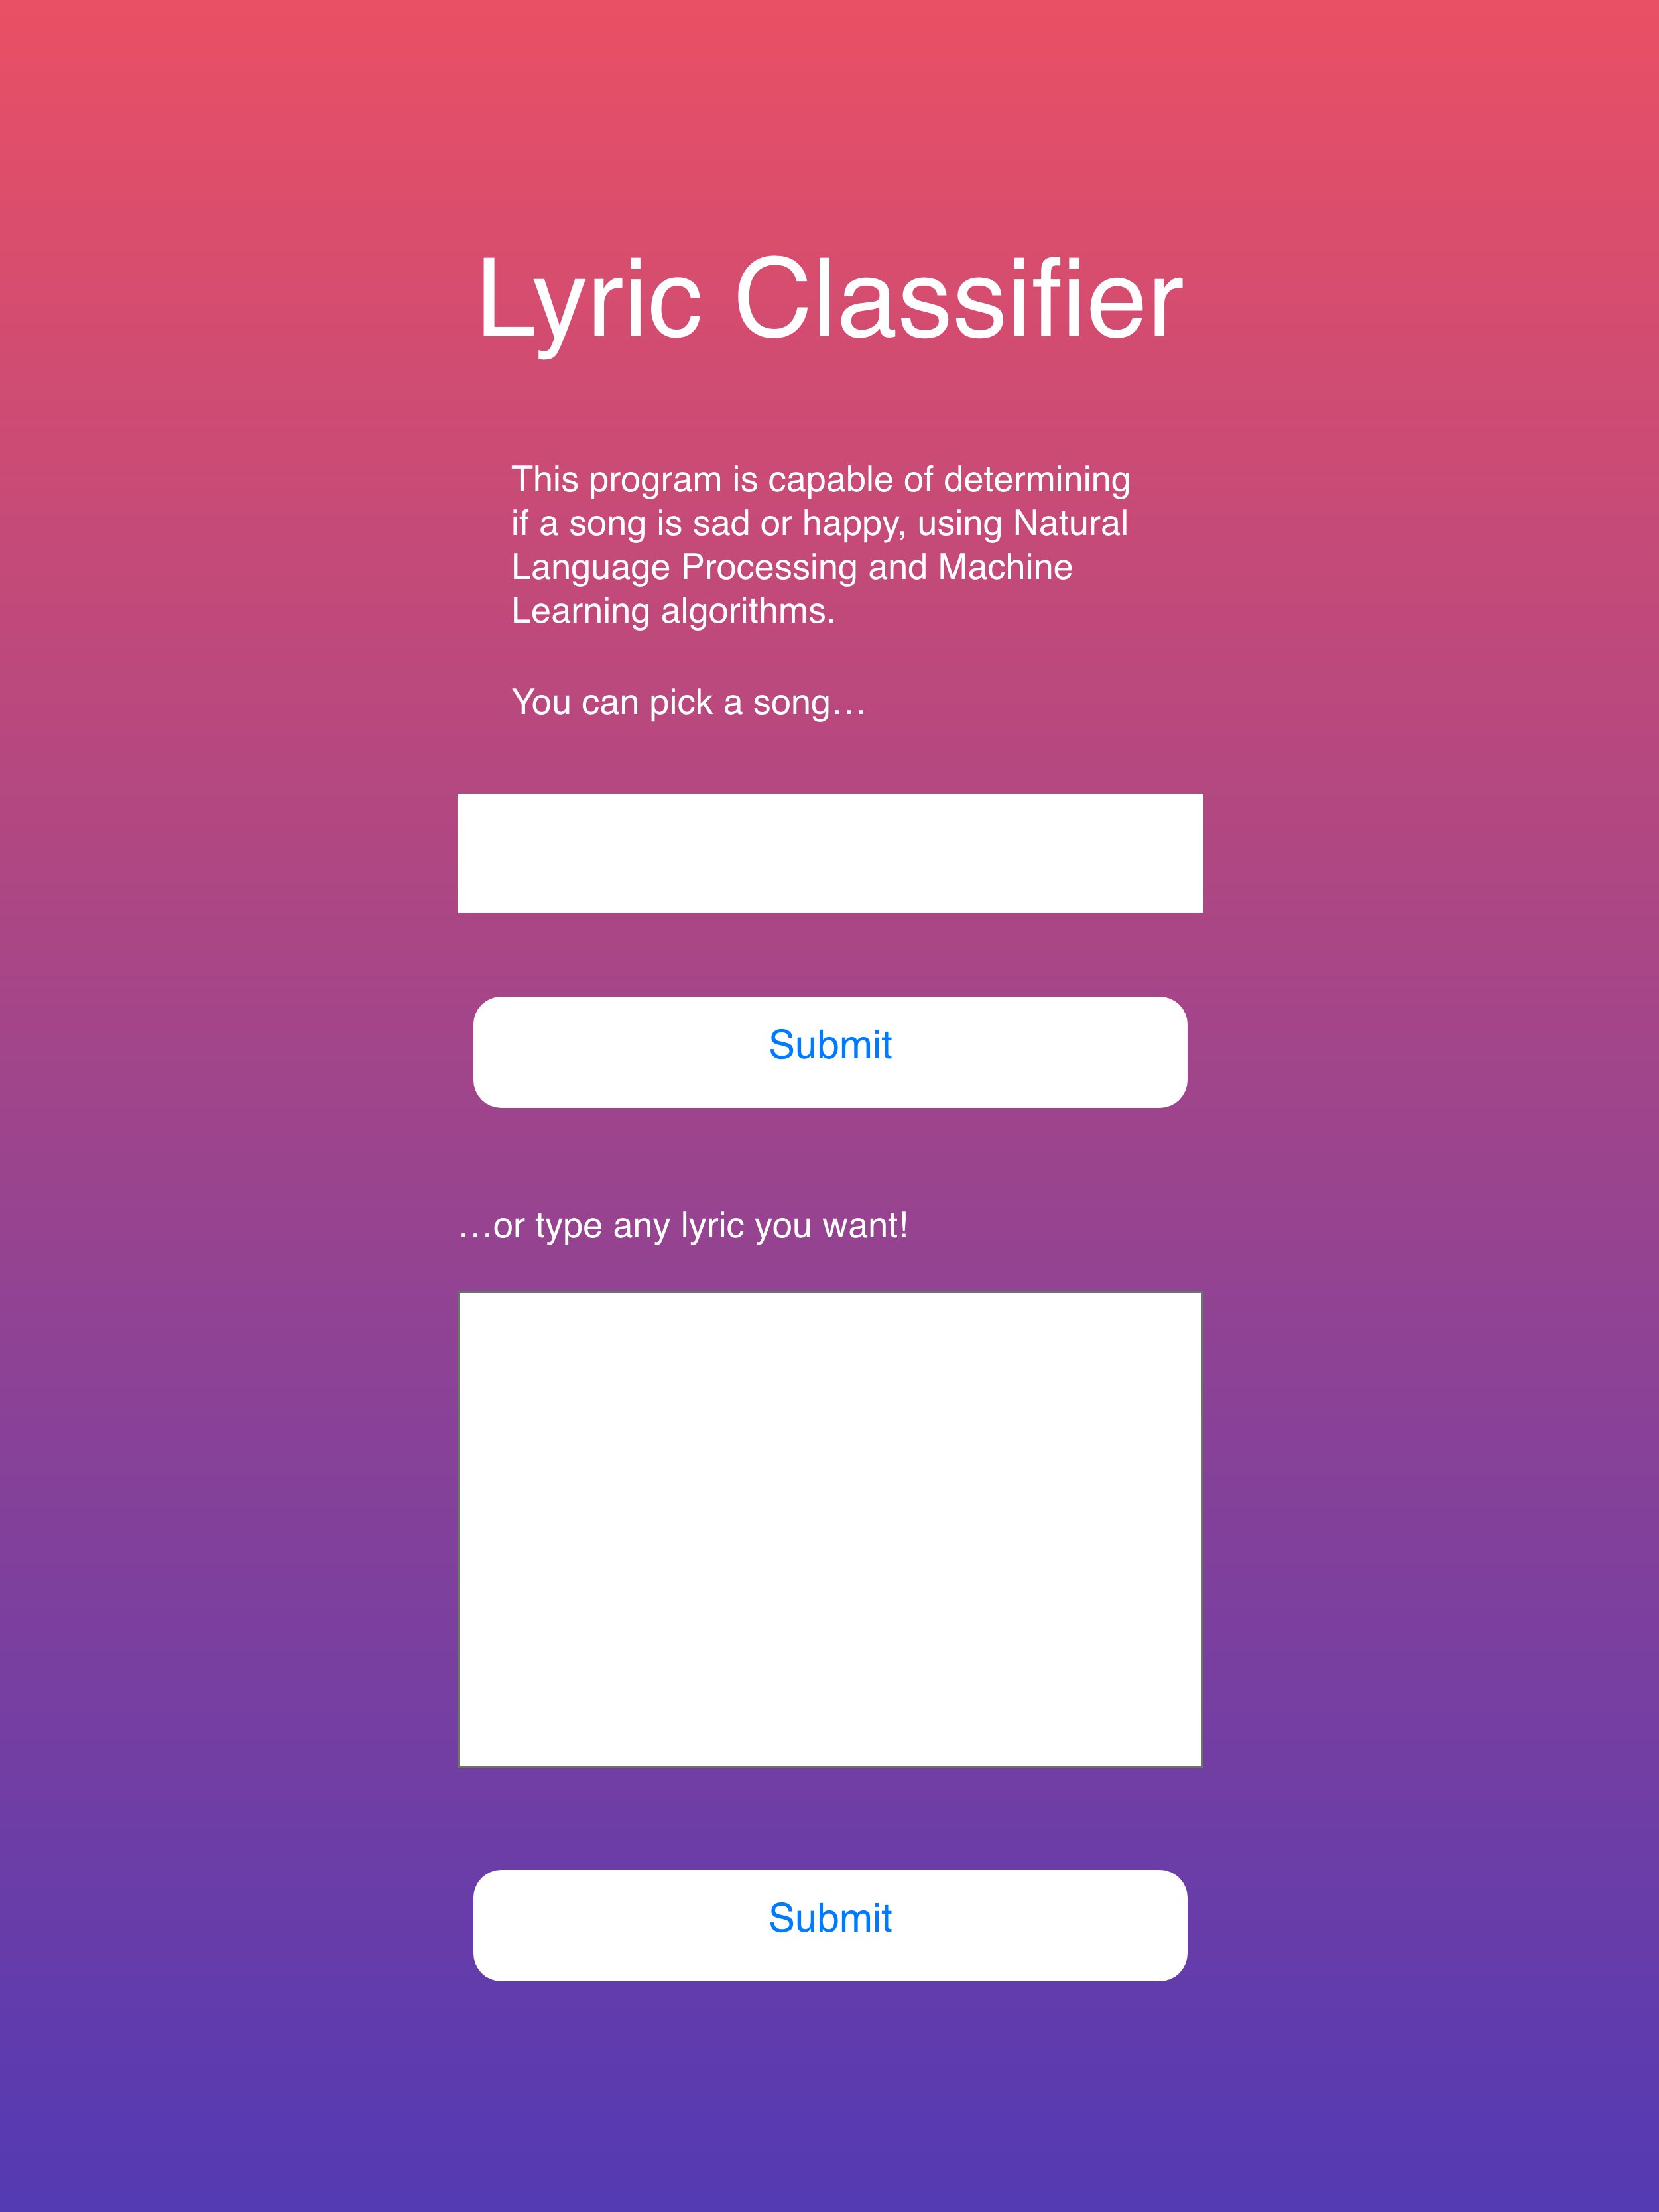 Lyric Classifier
This program is capable of determining
if a song is sad or happy, using Natural
Language Processing and Machine
Learning algorithms.
You can pick a song…
Submit
…or type any lyric you want!
Submit